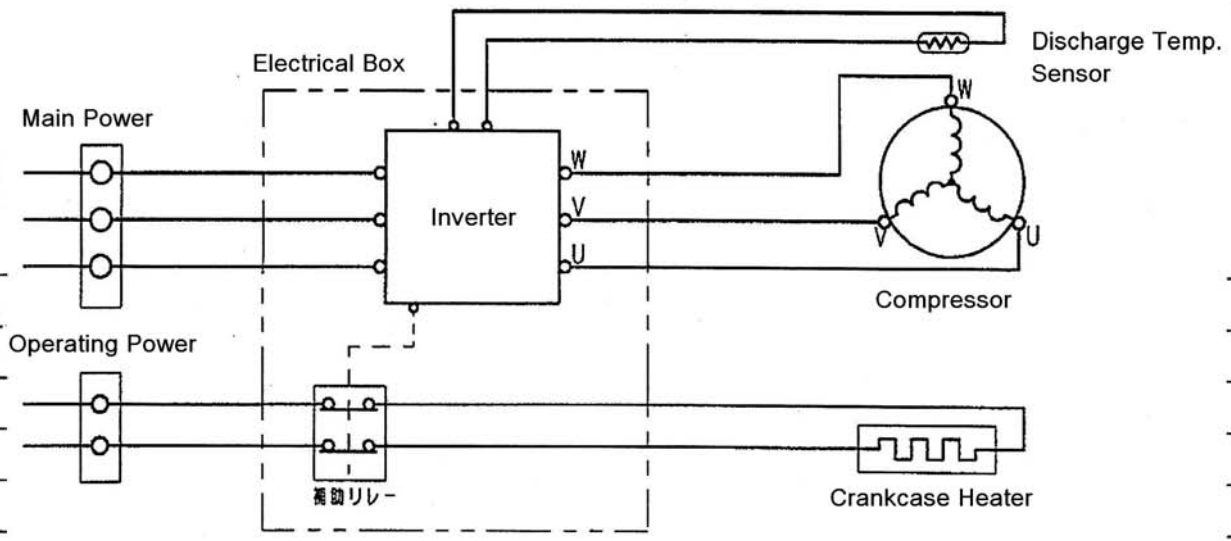 Discharge Temp.
Sensor
Electrical Box
Main Power
W
W
Inverter
V
V
U
U
Compressor
Operating Power
補助リレー
Crankcase Heater